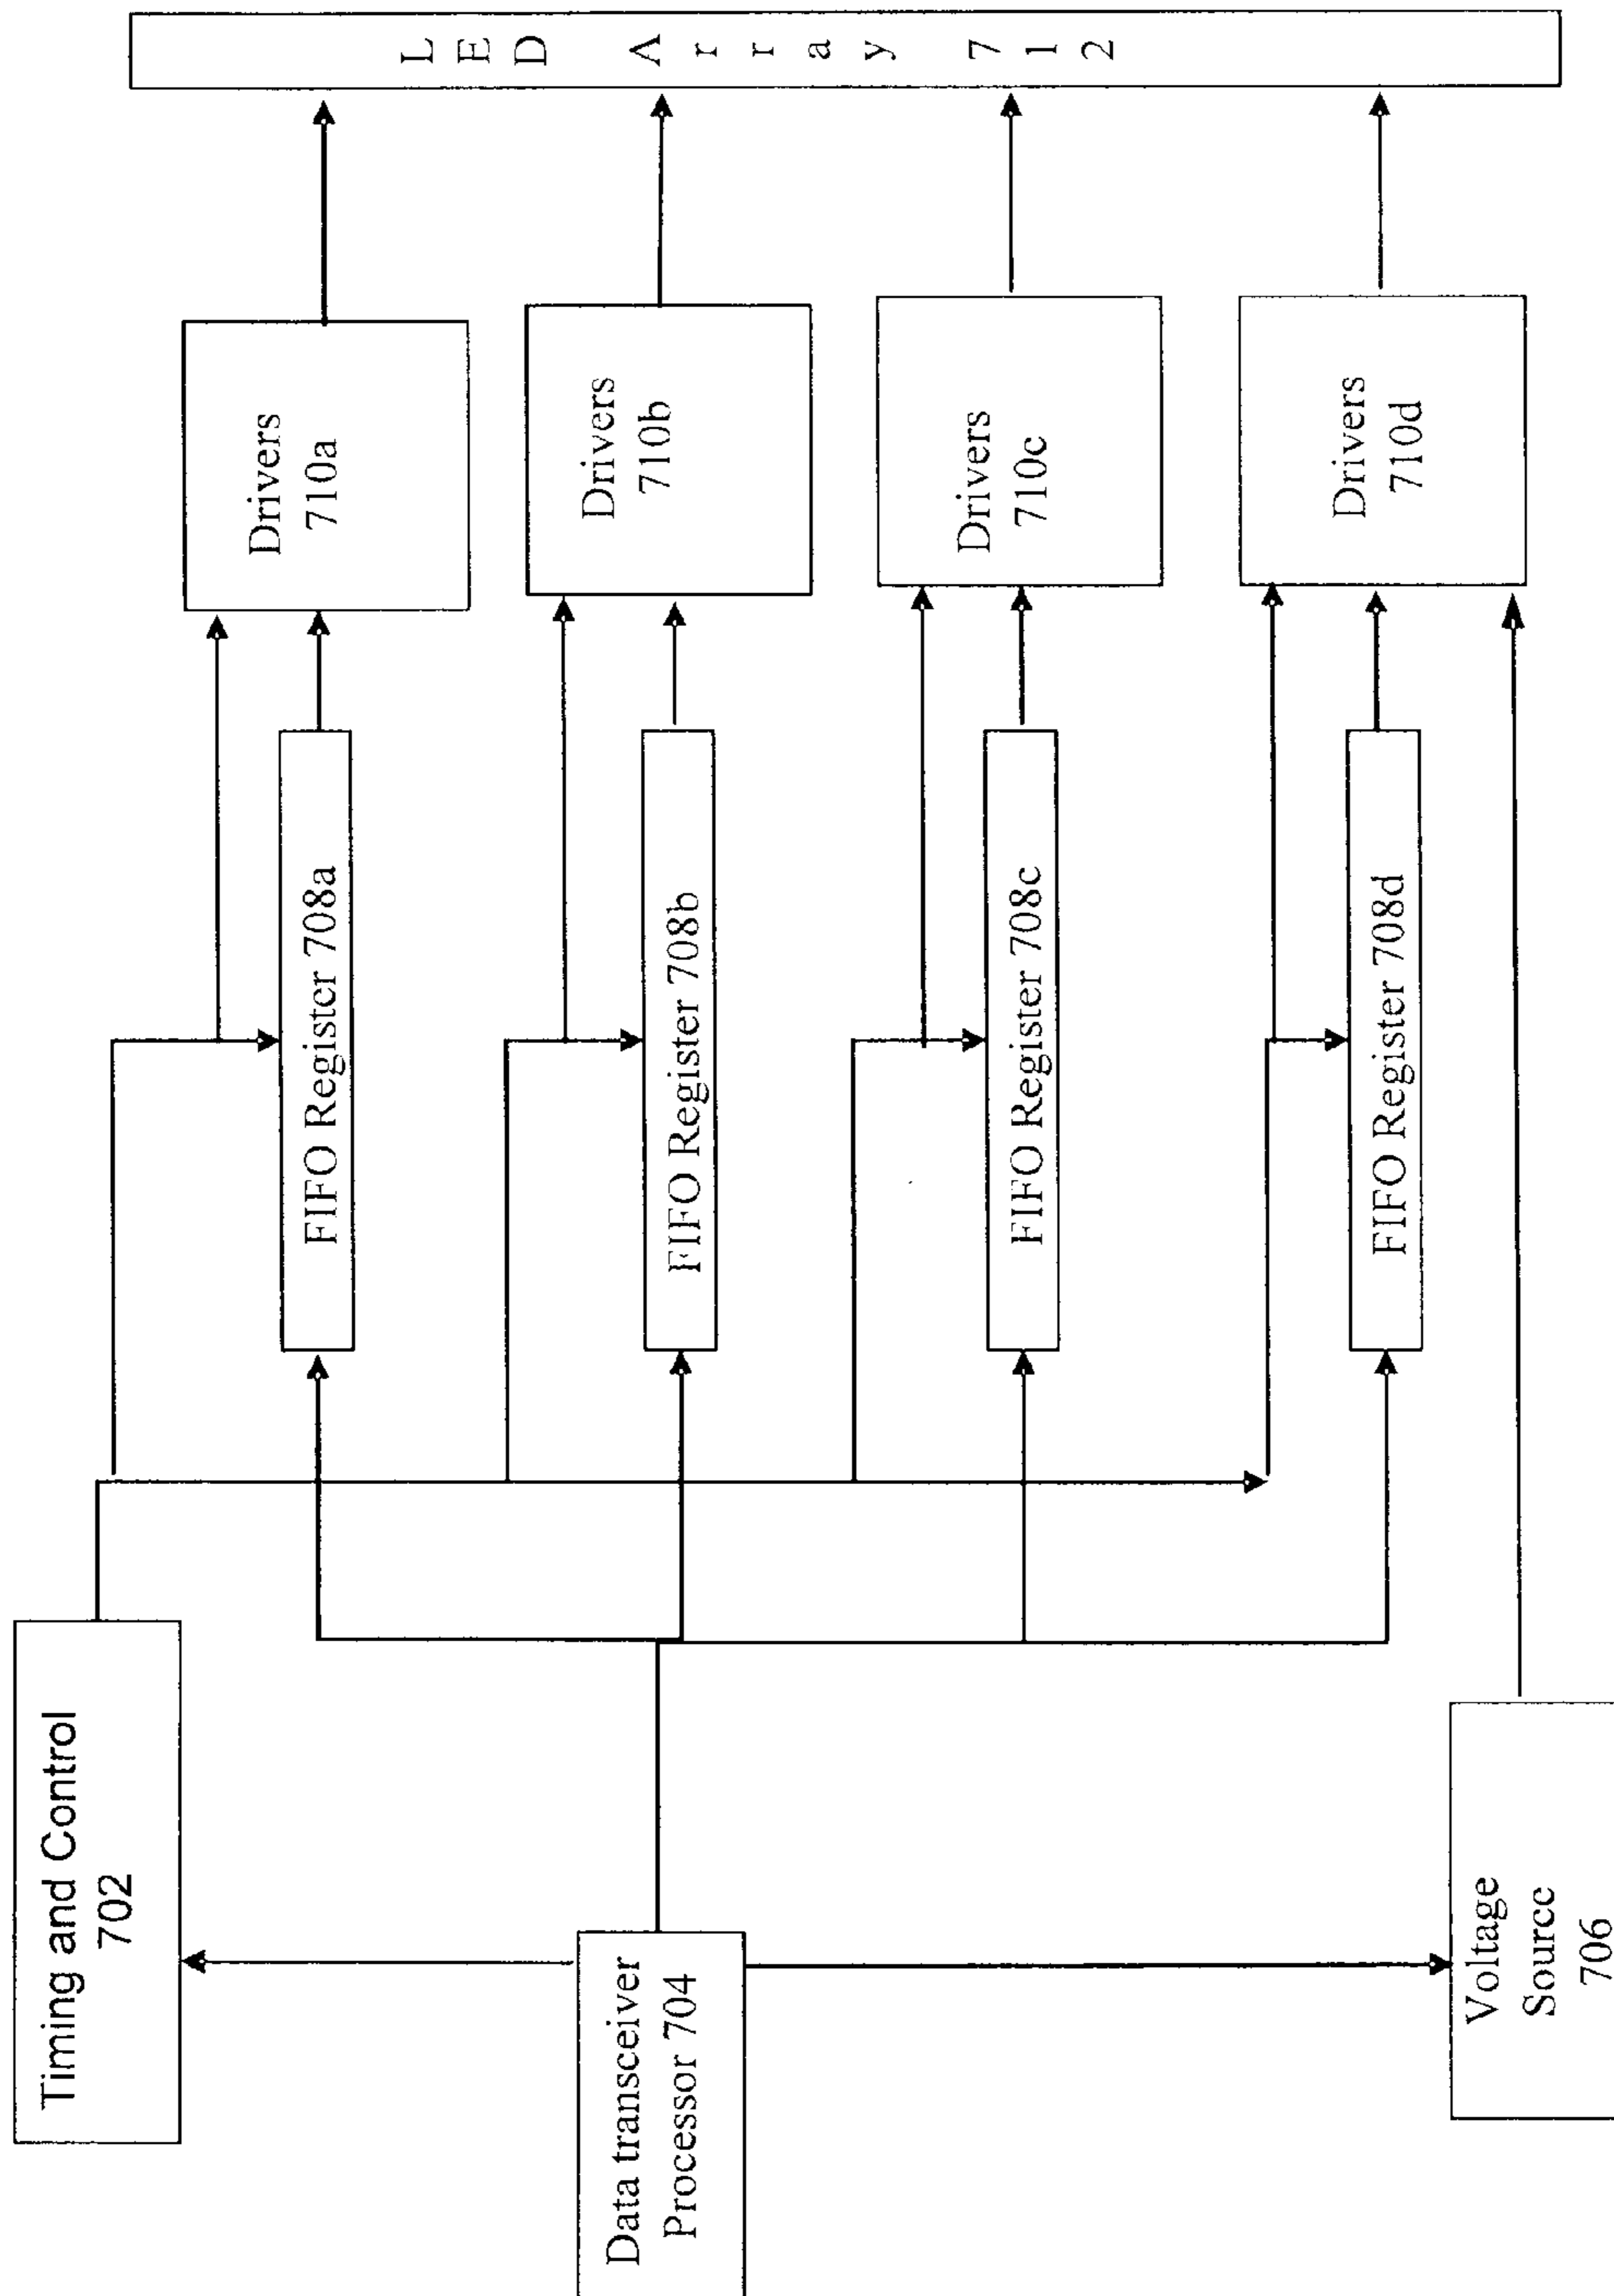 Timing and Control
702
Data transceiver
Processor 704
Voltage
Source
706
FIFO Register 708a
FIFO Register 708b
FIFO Register 708c
FIFO Register 708d
Drivers
710a
Drivers
710b
Drivers
710c
Drivers
710d
LED Array 712